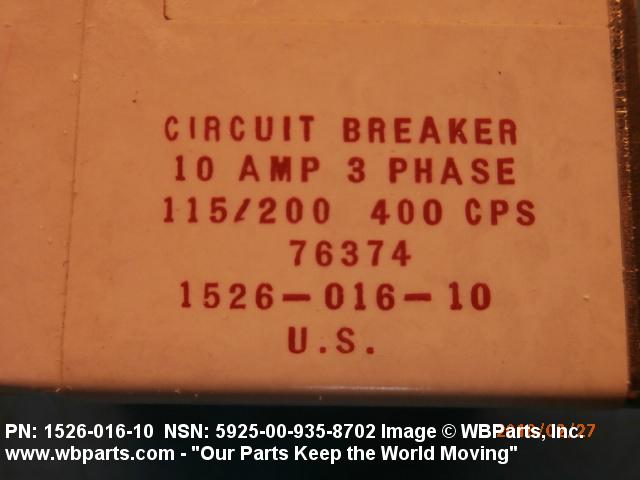 CIRCUIT BREAKER
10 AMP 3 PHASE
115/200 400 CPS
76374
1526-016-10
U.S.
PN: 1526-016-10 NSN: 5925-00-935-8702 Image © WBParts, Inc.
www.wbparts.com - "Our Parts Keep the World Moving"